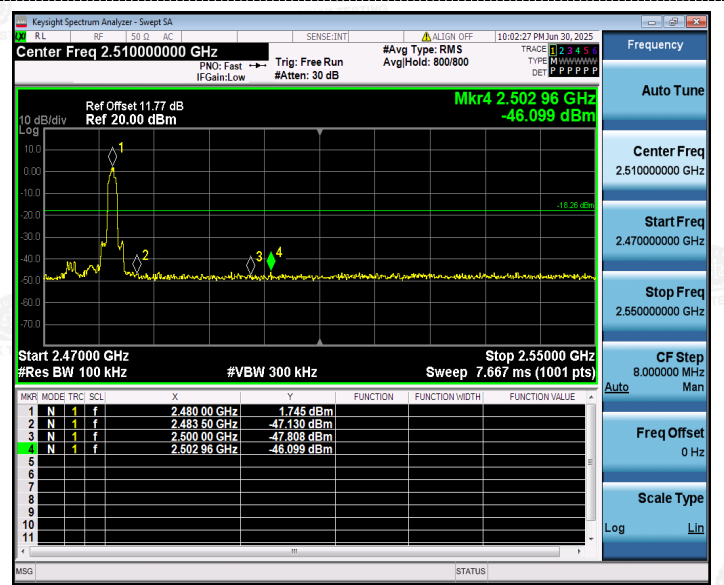 Keysight Spectrum Analyzer - Swept SA
LXI RL RF 50 Ω AC SENSE:INT ALIGN OFF 10:02:27 PM Jun 30, 2025
Center Freq 2.510000000 GHz
PNO: Fast
IFGain:Low
Trig: Free Run
#Atten: 30 dB
#Avg Type: RMS
Avg|Hold: 800/800
TRACE 1 2 3 4 5 6
TYPE M W W W W W
DET P P P P P P
Ref Offset 11.77 dB
Ref 20.00 dBm
10 dB/div
Log
Mkr4 2.502 96 GHz
-46.099 dBm
10.0
0.00
-10.0
-20.0
-30.0
-40.0
-50.0
-60.0
-70.0
1
2
3
4
-18.26 dBm
Start 2.47000 GHz
Stop 2.55000 GHz
#Res BW 100 kHz
#VBW 300 kHz
Sweep 7.667 ms (1001 pts)
MKR MODE TRC SCL X Y FUNCTION FUNCTION WIDTH FUNCTION VALUE
1 N 1 f 2.480 00 GHz 1.745 dBm
2 N 1 f 2.483 50 GHz -47.130 dBm
3 N 1 f 2.500 00 GHz -47.808 dBm
4 N 1 f 2.502 96 GHz -46.099 dBm
5
6
7
8
9
10
11
MSG
STATUS
Frequency
Auto Tune
Center Freq
2.510000000 GHz
Start Freq
2.470000000 GHz
Stop Freq
2.550000000 GHz
CF Step
8.000000 MHz
Auto Man
Freq Offset
0 Hz
Scale Type
Log Lin